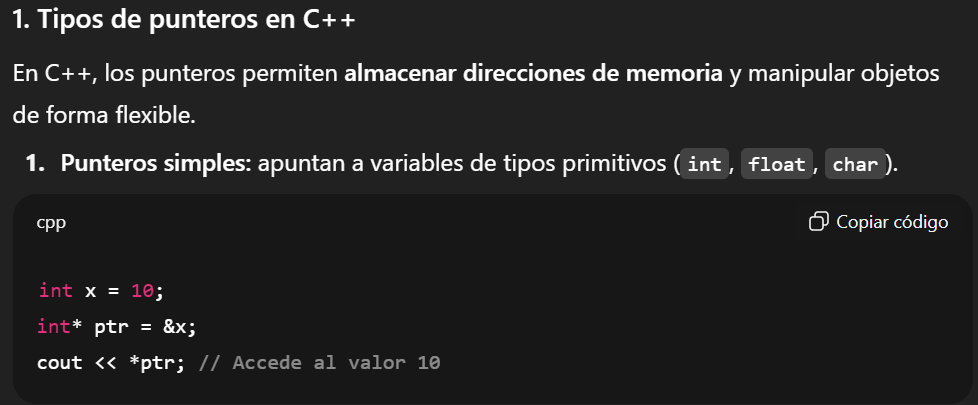 1. Tipos de punteros en C++
En C++, los punteros permiten almacenar direcciones de memoria y manipular objetos
de forma flexible.
1. Punteros simples: apuntan a variables de tipos primitivos (int, float, char).
cpp
Copiar código
int x = 10;
int* ptr = &x;
cout << *ptr; // Accede al valor 10